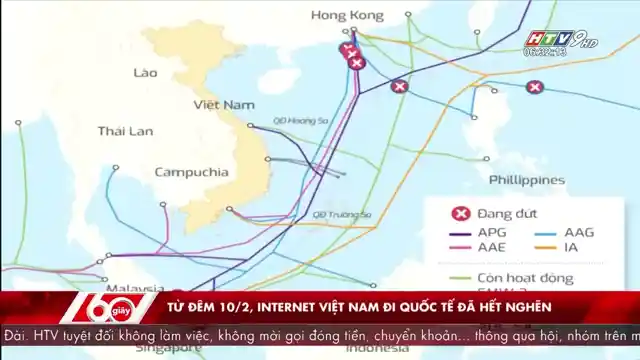 Hong Kong
HTV9 HD
05:32:13
Lào
Việt Nam
QĐ Hoàng Sa
Thái Lan
Campuchia
Philippines
QĐ Trường Sa
Đang đứt
APG
AAG
AAE
IA
Còn hoạt động
Malaysia
60 giây
TỪ ĐÊM 10/2, INTERNET VIỆT NAM ĐI QUỐC TẾ ĐÃ HẾT NGHẼN
Đài. HTV tuyệt đối không làm việc, không mời gọi đóng tiền, chuyển khoản... thông qua hội, nhóm trên m
Singapore
Indonesia